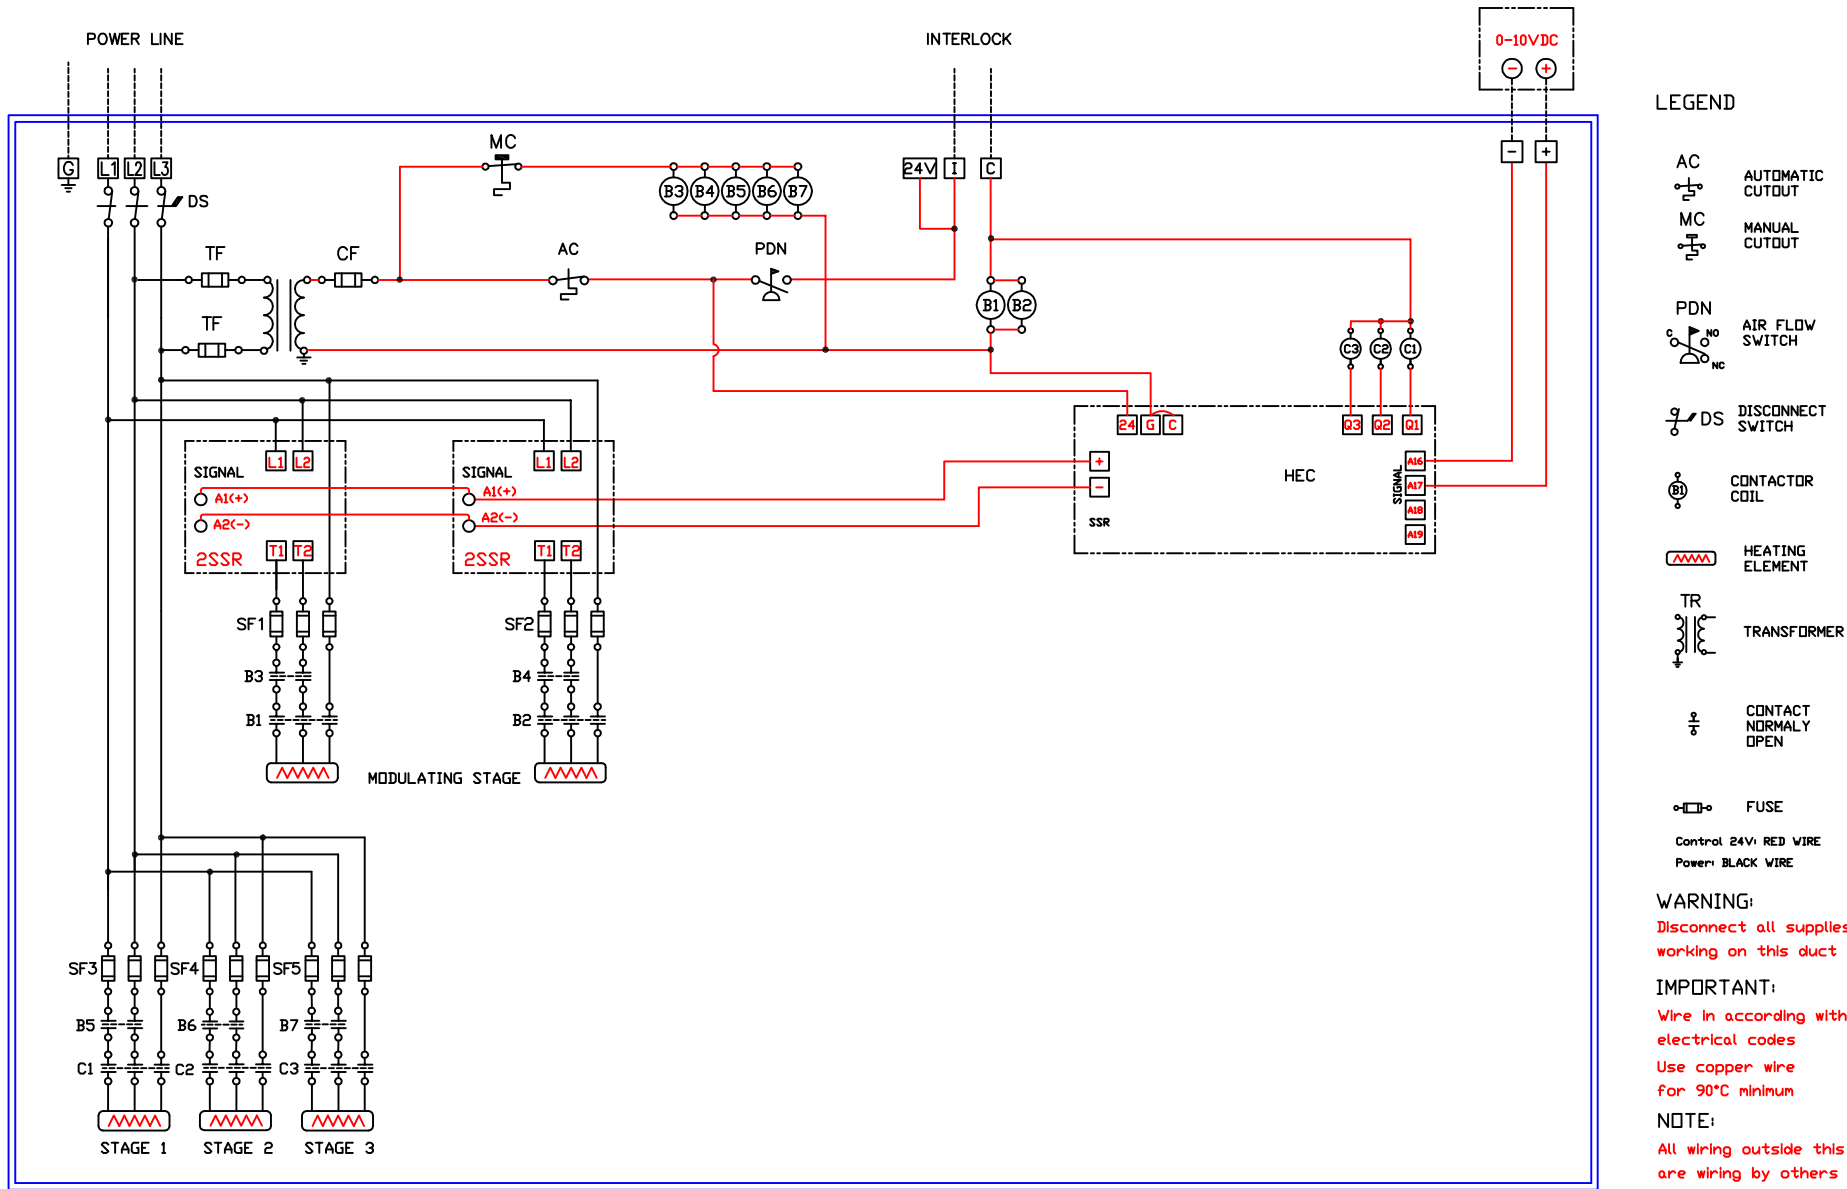 POWER LINE
INTERLOCK
0-10VDC
- +
G L1 L2 L3
DS
MC
B3 B4 B5 B6 B7
24V I C
- +
TF
CF
AC
PDN
TF
B1 B2
C3 C2 C1
24 G C
Q3 Q2 Q1
HEC
+
-
SSR
SIGNAL
A16
A17
A18
A19
L1 L2
SIGNAL
A1(+)
A2(-)
2SSR
T1 T2
L1 L2
SIGNAL
A1(+)
A2(-)
2SSR
T1 T2
SF1
SF2
B3
B4
B1
B2
MODULATING STAGE
SF3 SF4 SF5
B5 B6 B7
C1 C2 C3
STAGE 1 STAGE 2 STAGE 3
LEGEND
AC
AUTOMATIC
CUTOUT
MC
MANUAL
CUTOUT
PDN
C NO
NC
AIR FLOW
SWITCH
DS
DISCONNECT
SWITCH
B1
CONTACTOR
COIL
HEATING
ELEMENT
TR
TRANSFORMER
CONTACT
NORMALY
OPEN
FUSE
Control 24V: RED WIRE
Power: BLACK WIRE
WARNING:
Disconnect all supplies
working on this duct
IMPORTANT:
Wire in according with
electrical codes
Use copper wire
for 90°C minimum
NOTE:
All wiring outside this
are wiring by others